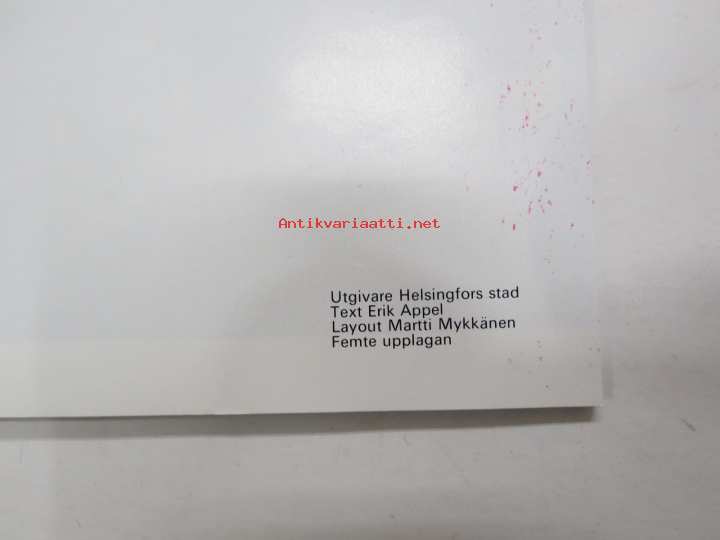 Antikvariaatti.net
Utgivare Helsingfors stad
Text Erik Appel
Layout Martti Mykkänen
Femte upplagan